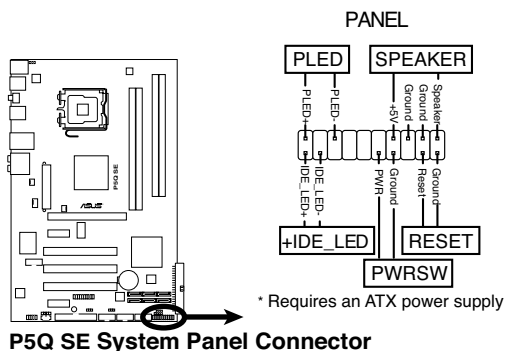 PANEL
PLED
SPEAKER
PLED+
PLED-
+5V
Ground
Ground
Speaker
IDE_LED+
IDE_LED-
PWR
Ground
Reset
Ground
+IDE_LED
RESET
PWRSW
* Requires an ATX power supply
P5Q SE
ASUS
P5Q SE System Panel Connector